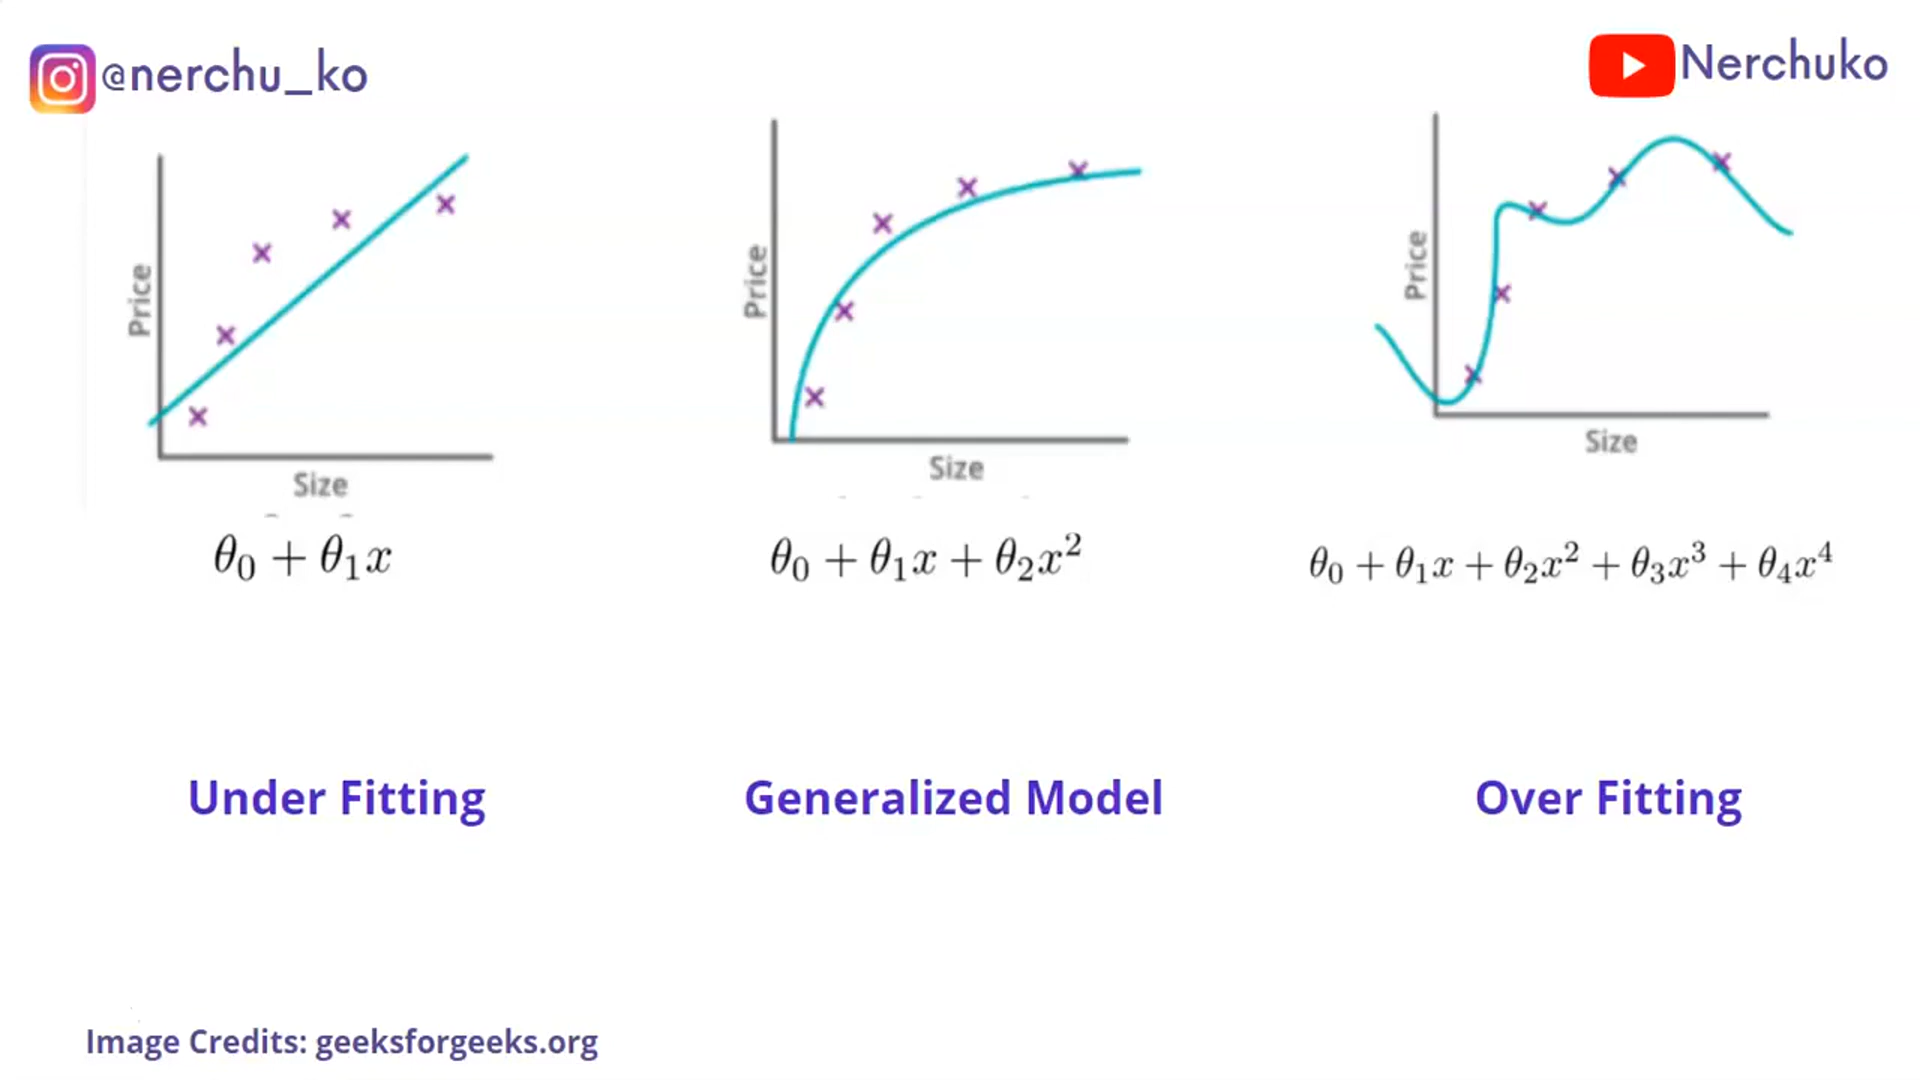 @nerchu_ko
Nerchuko
Price
Size
θ₀ + θ₁x
Price
Size
θ₀ + θ₁x + θ₂x²
Price
Size
θ₀ + θ₁x + θ₂x² + θ₃x³ + θ₄x⁴
Under Fitting
Generalized Model
Over Fitting
Image Credits: geeksforgeeks.org